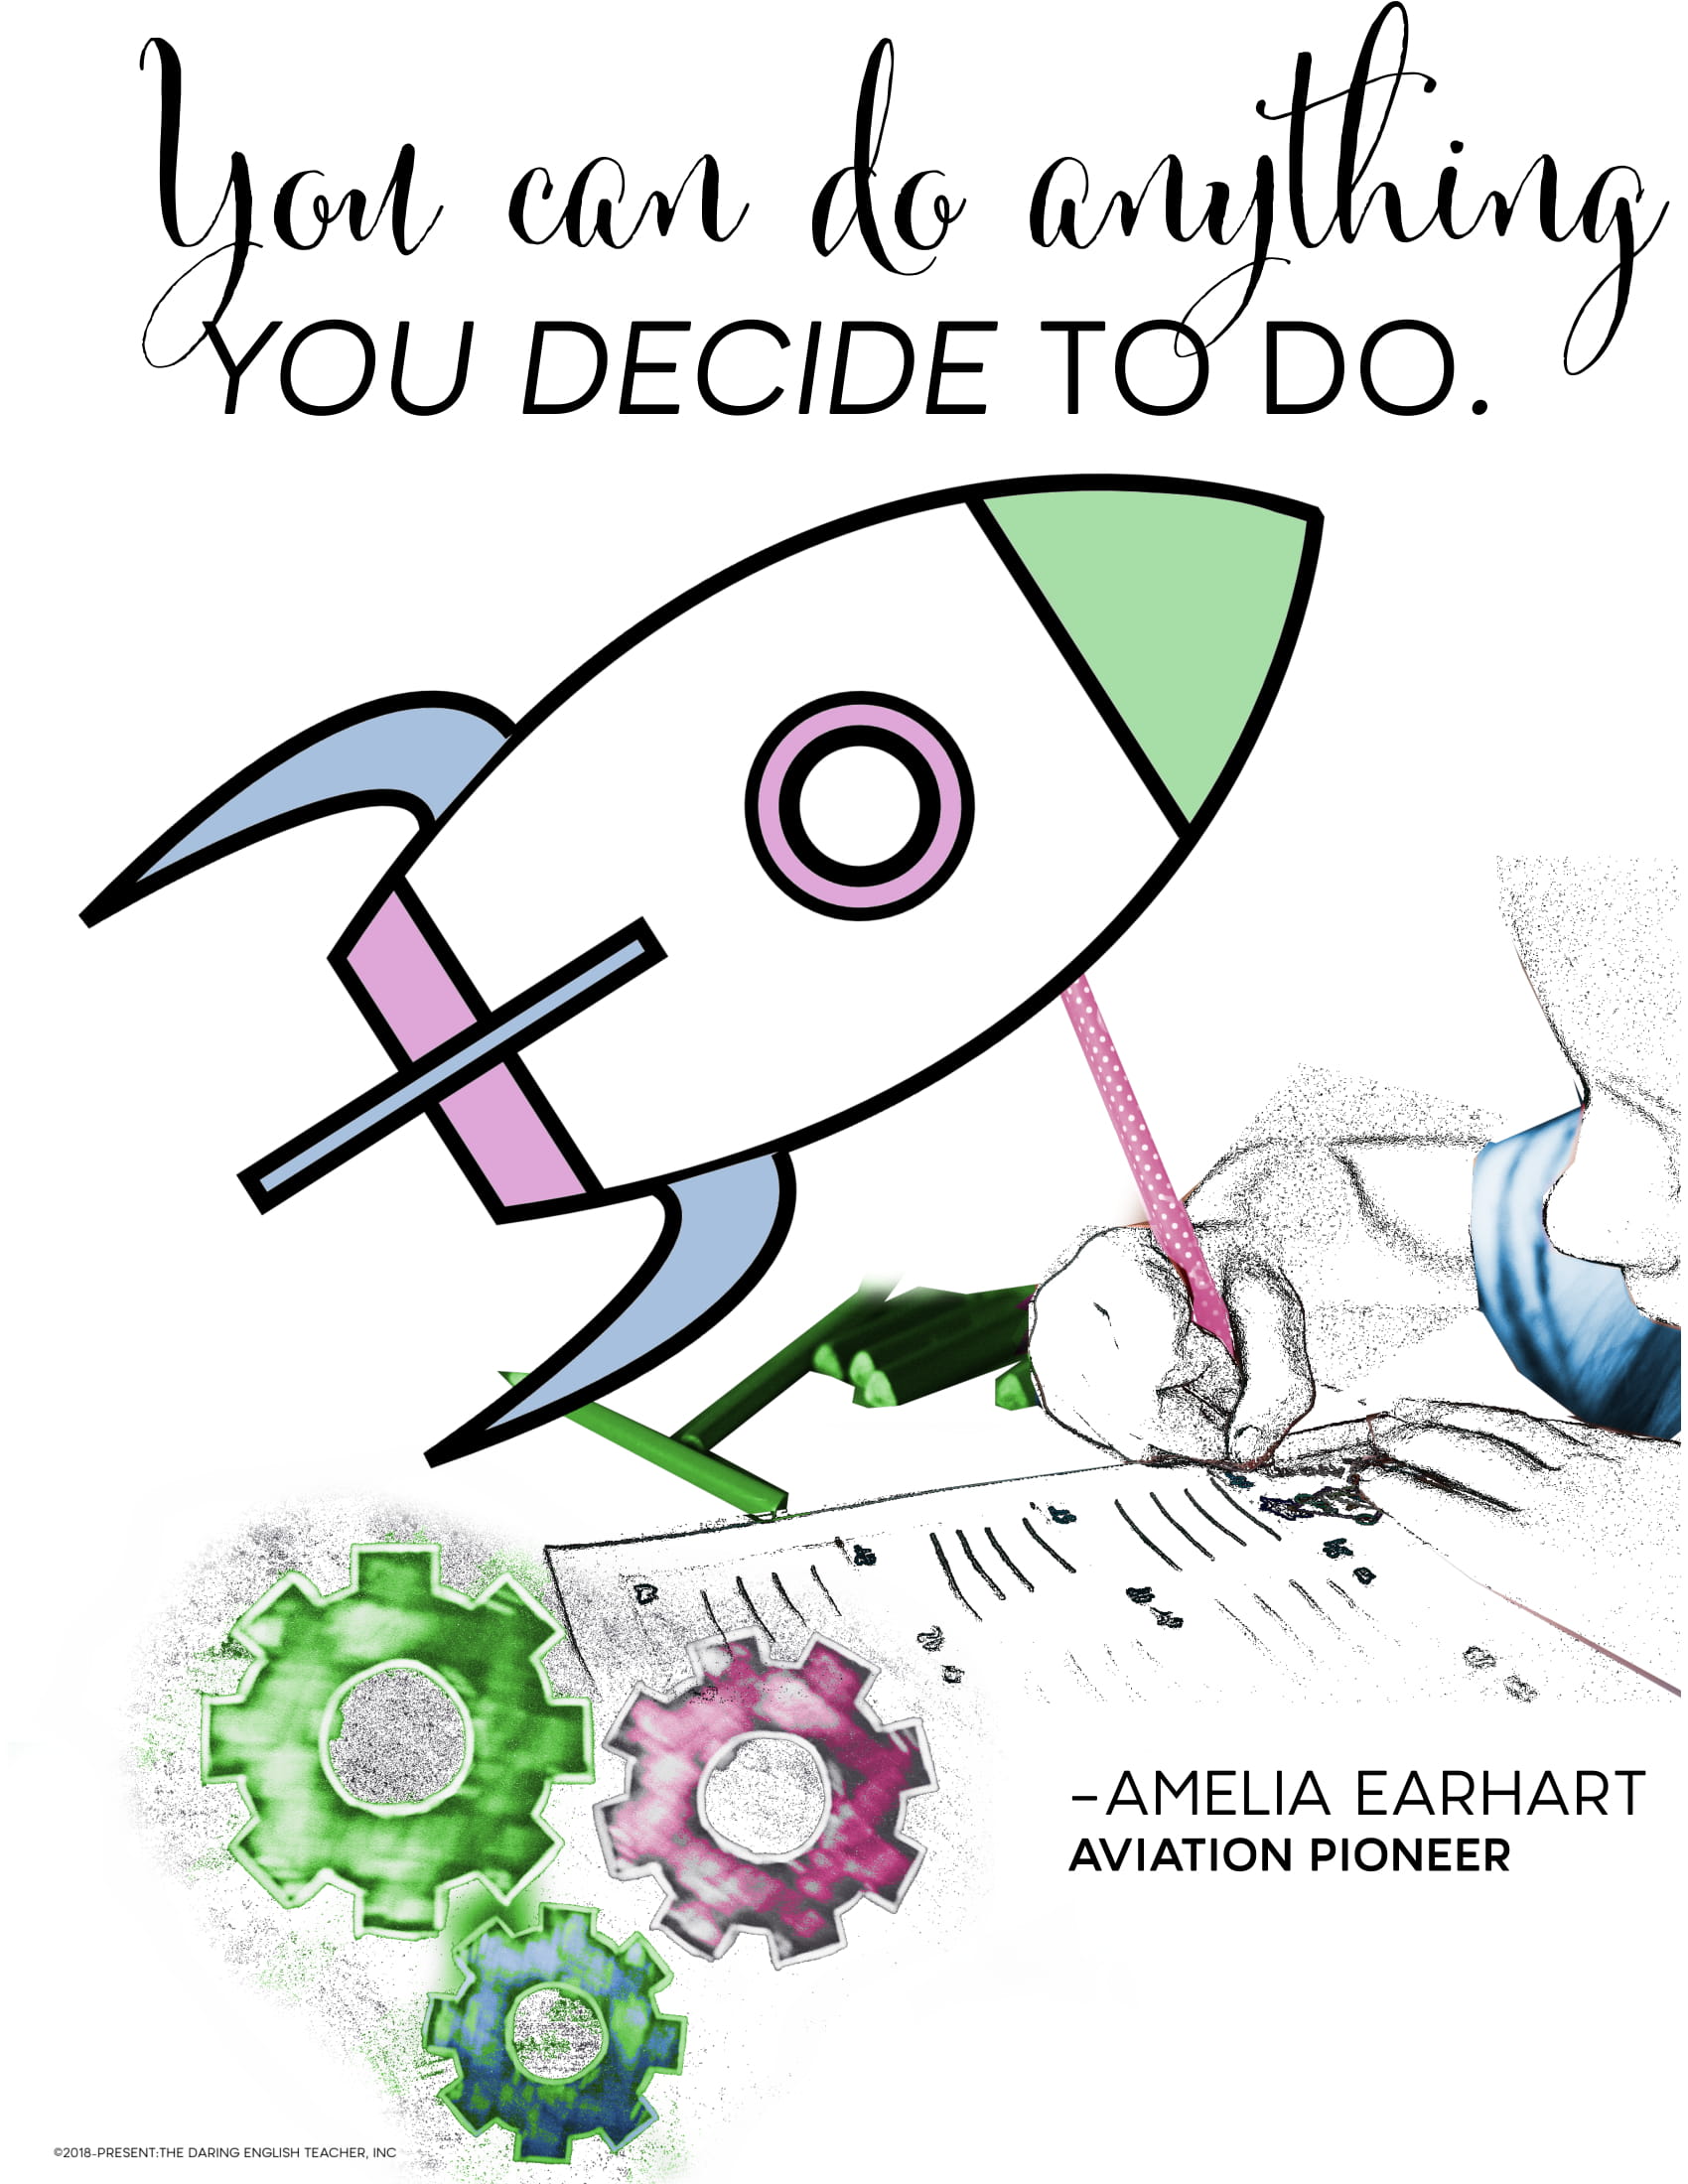 You can do anything
YOU DECIDE TO DO.
–AMELIA EARHART
AVIATION PIONEER
©2018-PRESENT:THE DARING ENGLISH TEACHER, INC